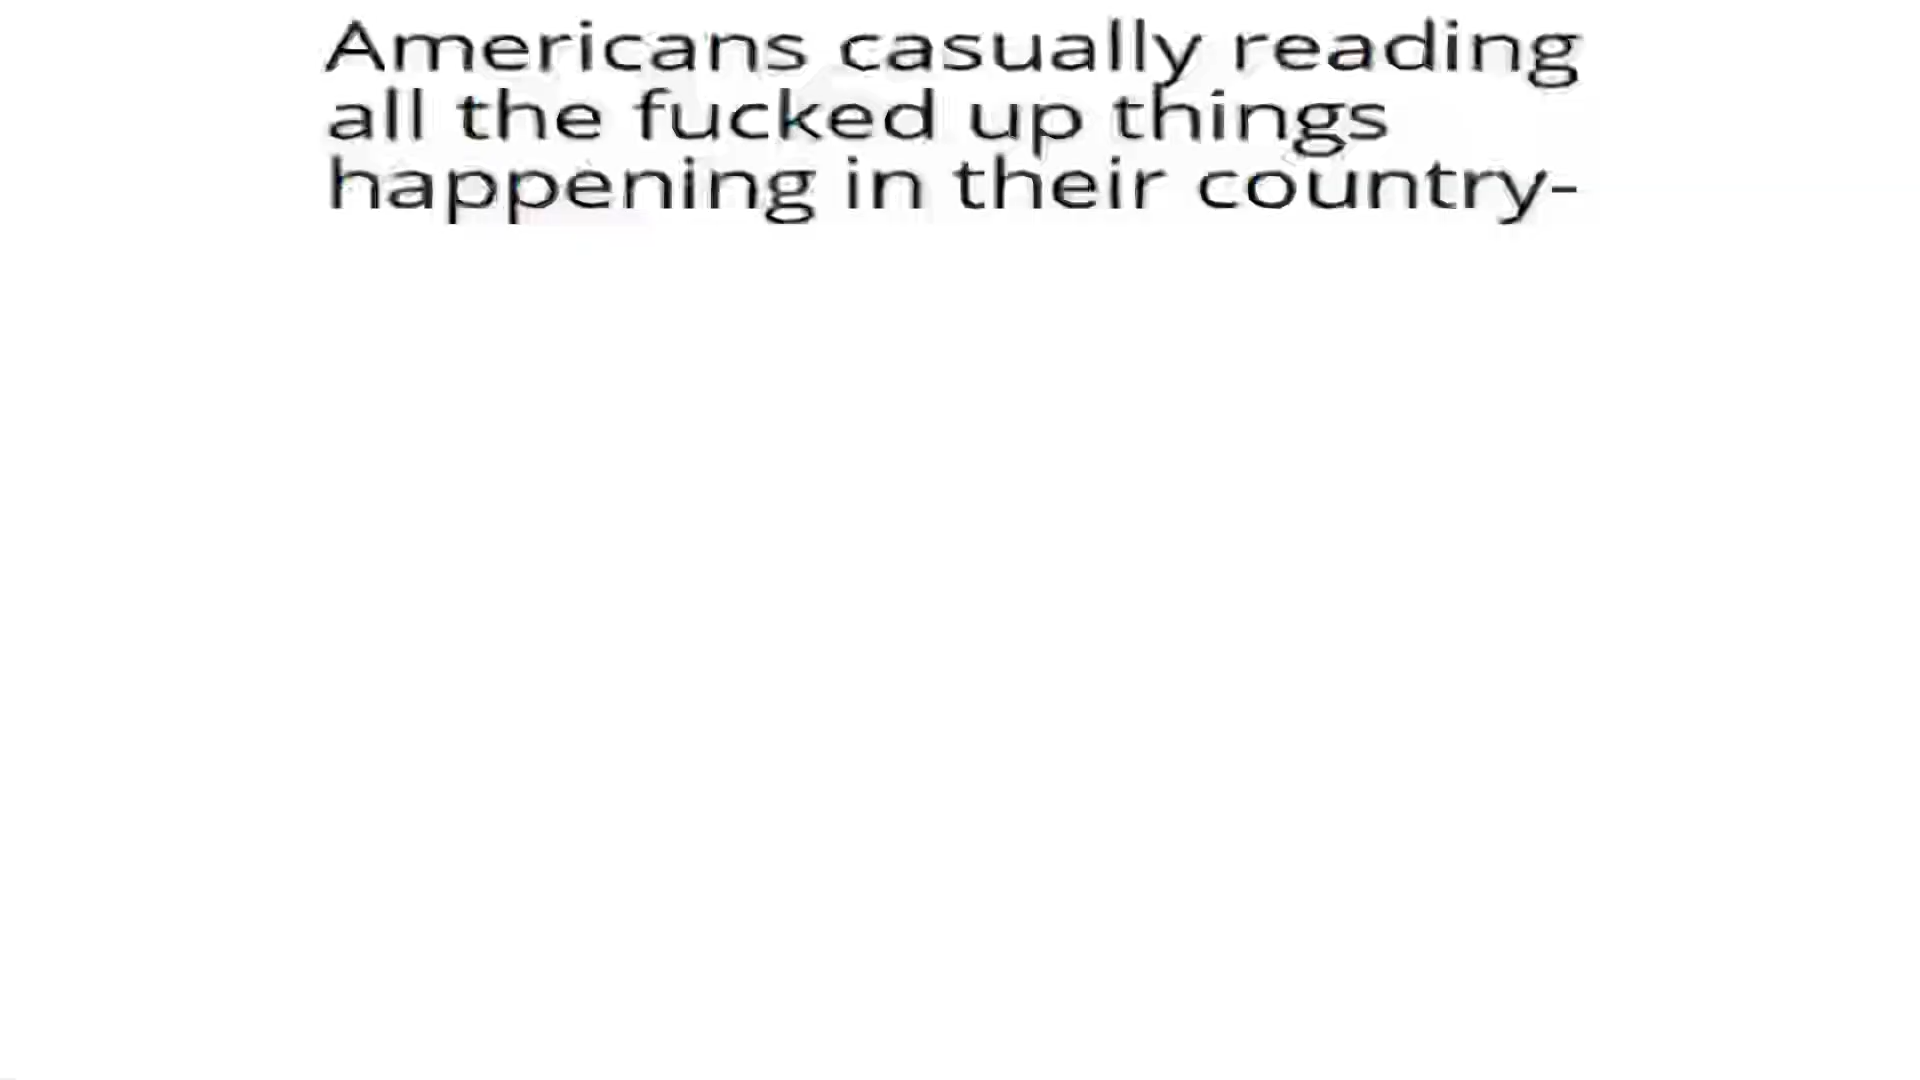 Americans casually reading
all the fucked up things
happening in their country-